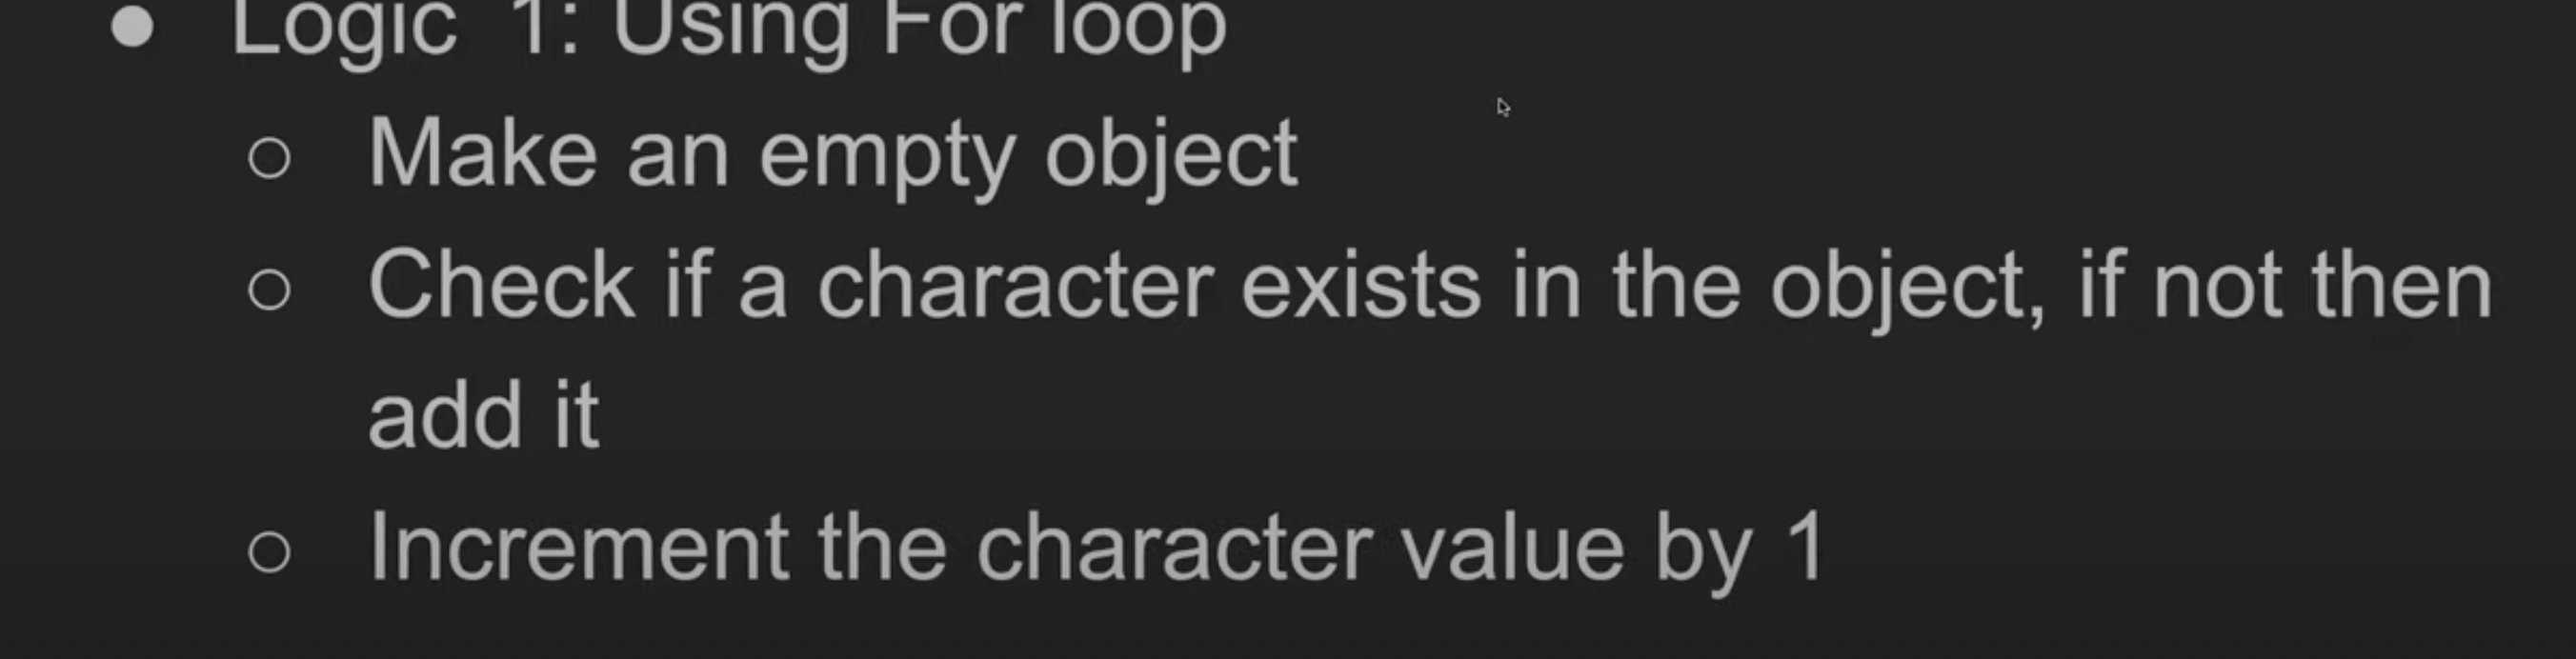 ● Logic 1: Using For loop
○ Make an empty object
○ Check if a character exists in the object, if not then
add it
○ Increment the character value by 1